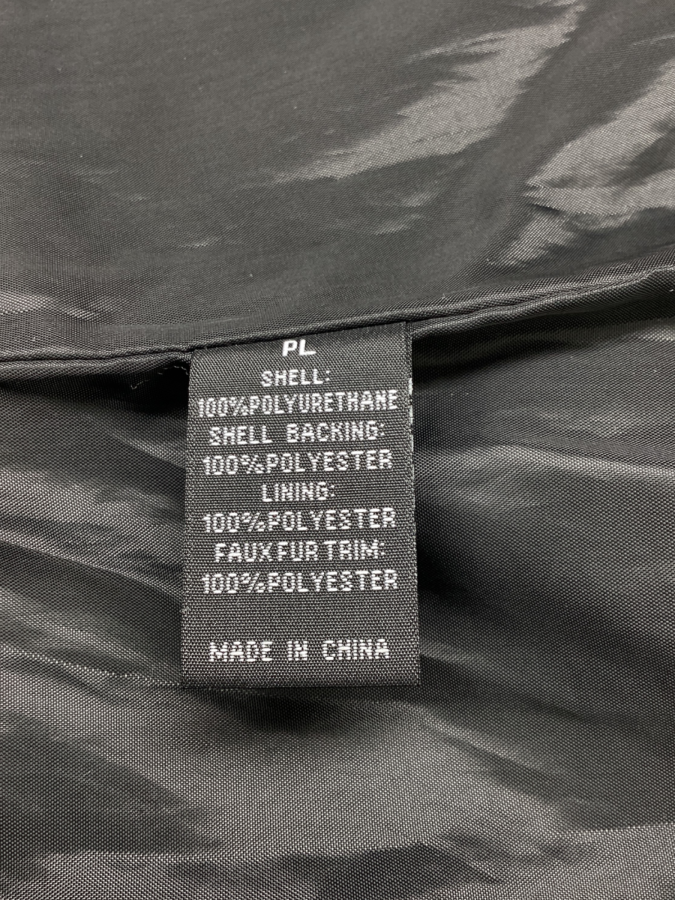 PL
SHELL:
100%POLYURETHANE
SHELL BACKING:
100%POLYESTER
LINING:
100%POLYESTER
FAUX FUR TRIM:
100%POLYESTER
MADE IN CHINA